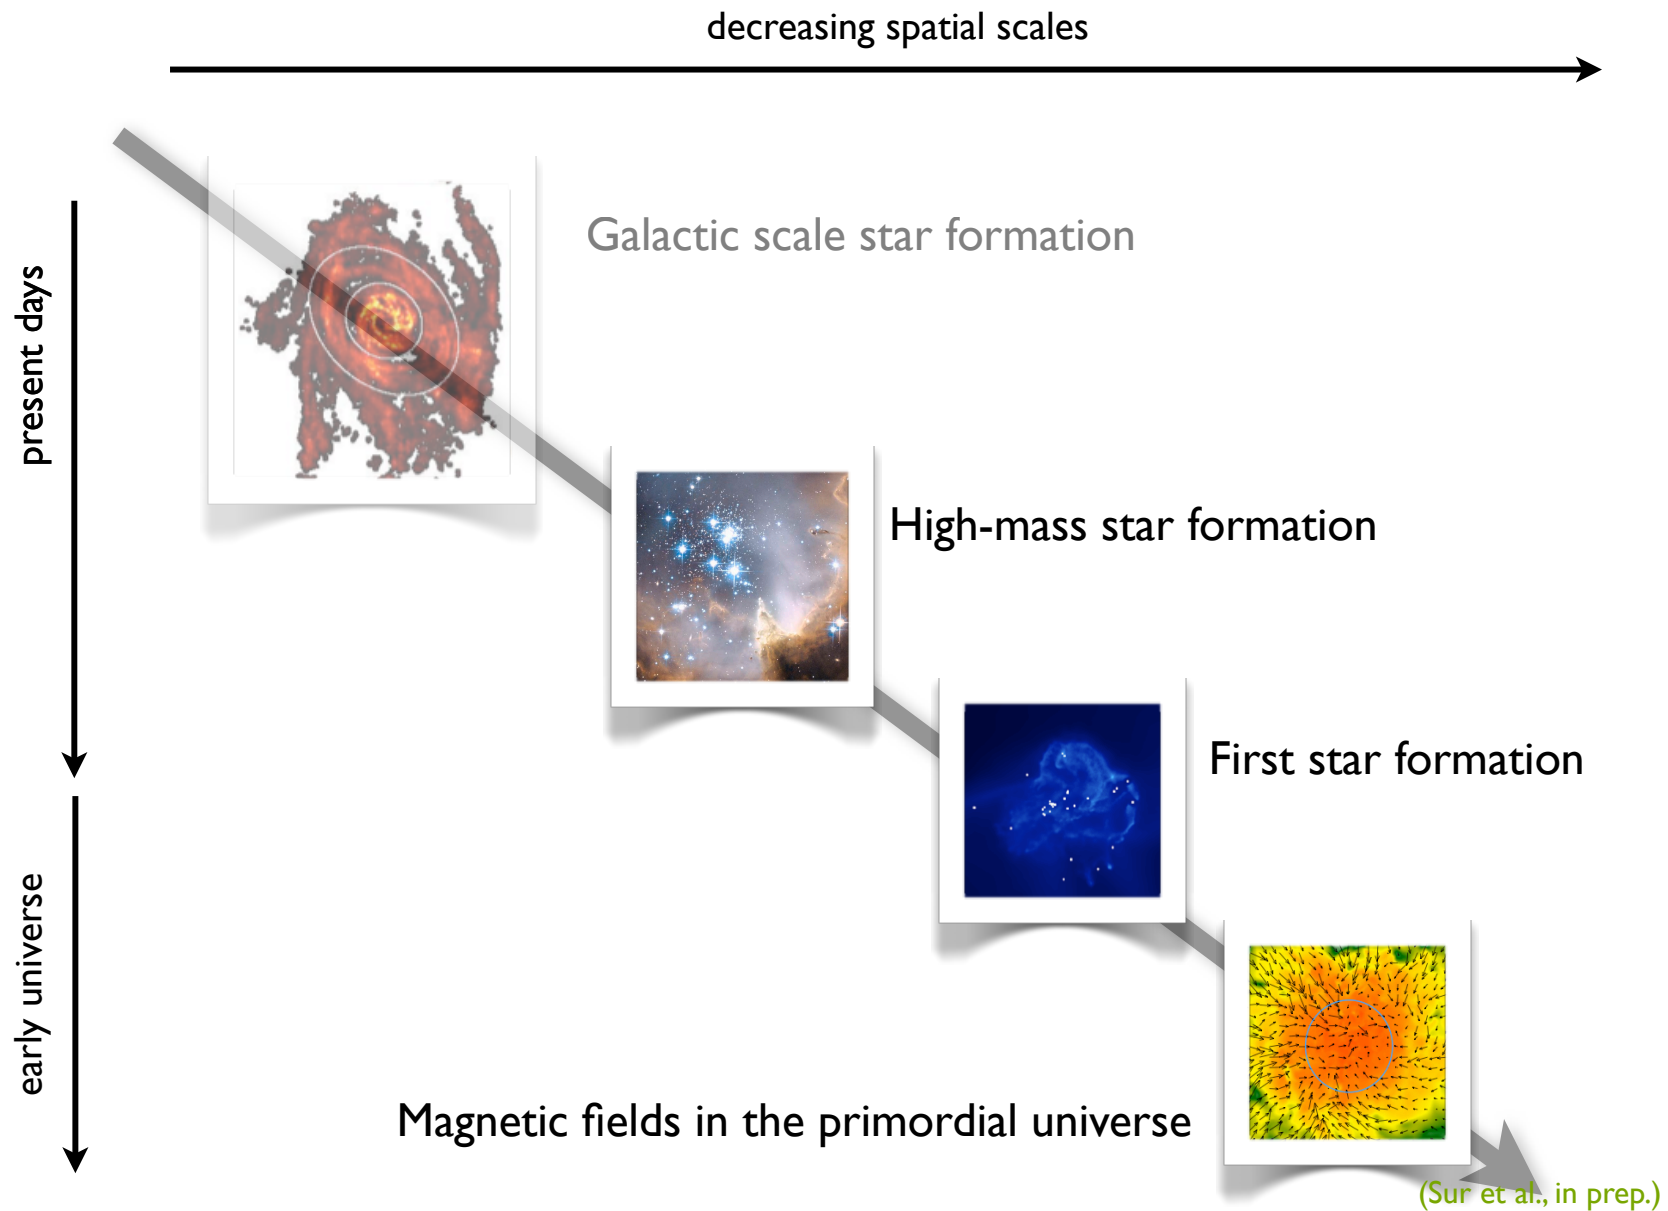 decreasing spatial scales
present days
Galactic scale star formation
High-mass star formation
First star formation
early universe
Magnetic fields in the primordial universe
(Sur et al., in prep.)